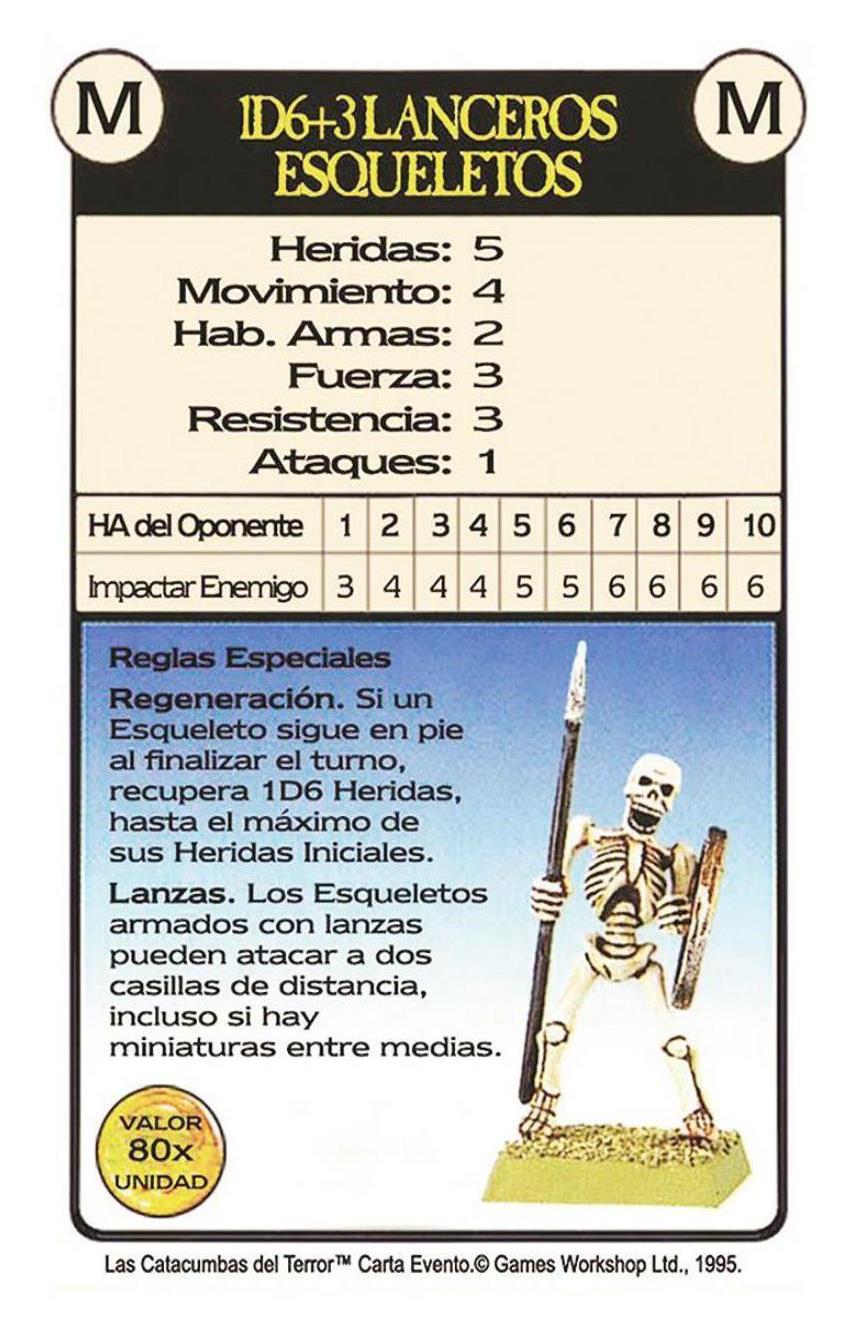 M
M
1D6+3 LANCEROS
ESQUELETOS
Heridas: 5
Movimiento: 4
Hab. Armas: 2
Fuerza: 3
Resistencia: 3
Ataques: 1
HA del Oponente 1 2 3 4 5 6 7 8 9 10
Impactar Enemigo 3 4 4 4 5 5 6 6 6 6
Reglas Especiales
Regeneración. Si un
Esqueleto sigue en pie
al finalizar el turno,
recupera 1D6 Heridas,
hasta el máximo de
sus Heridas Iniciales.
Lanzas. Los Esqueletos
armados con lanzas
pueden atacar a dos
casillas de distancia,
incluso si hay
miniaturas entre medias.
VALOR
80x
UNIDAD
Las Catacumbas del Terror™ Carta Evento.© Games Workshop Ltd., 1995.